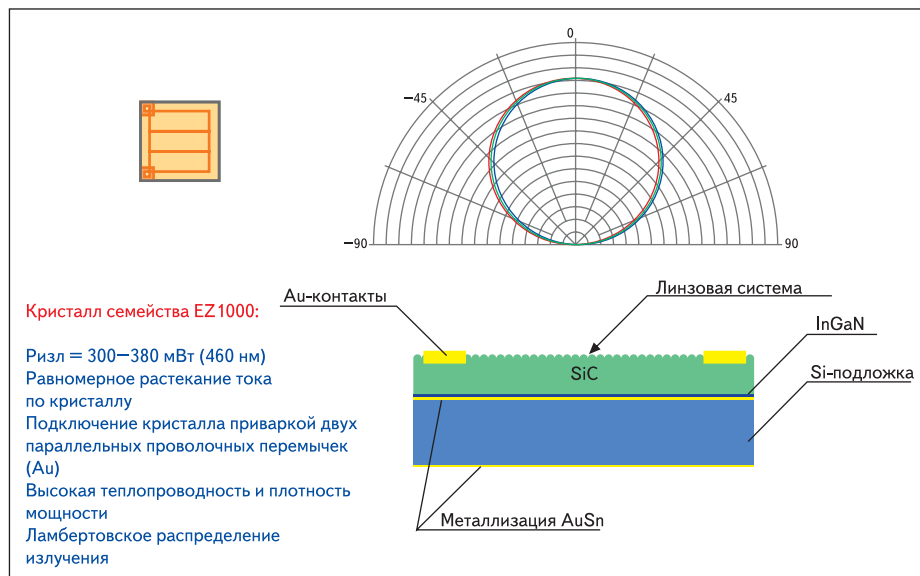 0
−45
45
−90
90
Кристалл семейства EZ1000:
Pизл = 300—380 мВт (460 нм)
Равномерное растекание тока
по кристаллу
Подключение кристалла приваркой двух
параллельных проволочных перемычек
(Au)
Высокая теплопроводность и плотность
мощности
Ламбертовское распределение
излучения
Au-контакты
Линзовая система
InGaN
SiC
Si-подложка
Металлизация AuSn